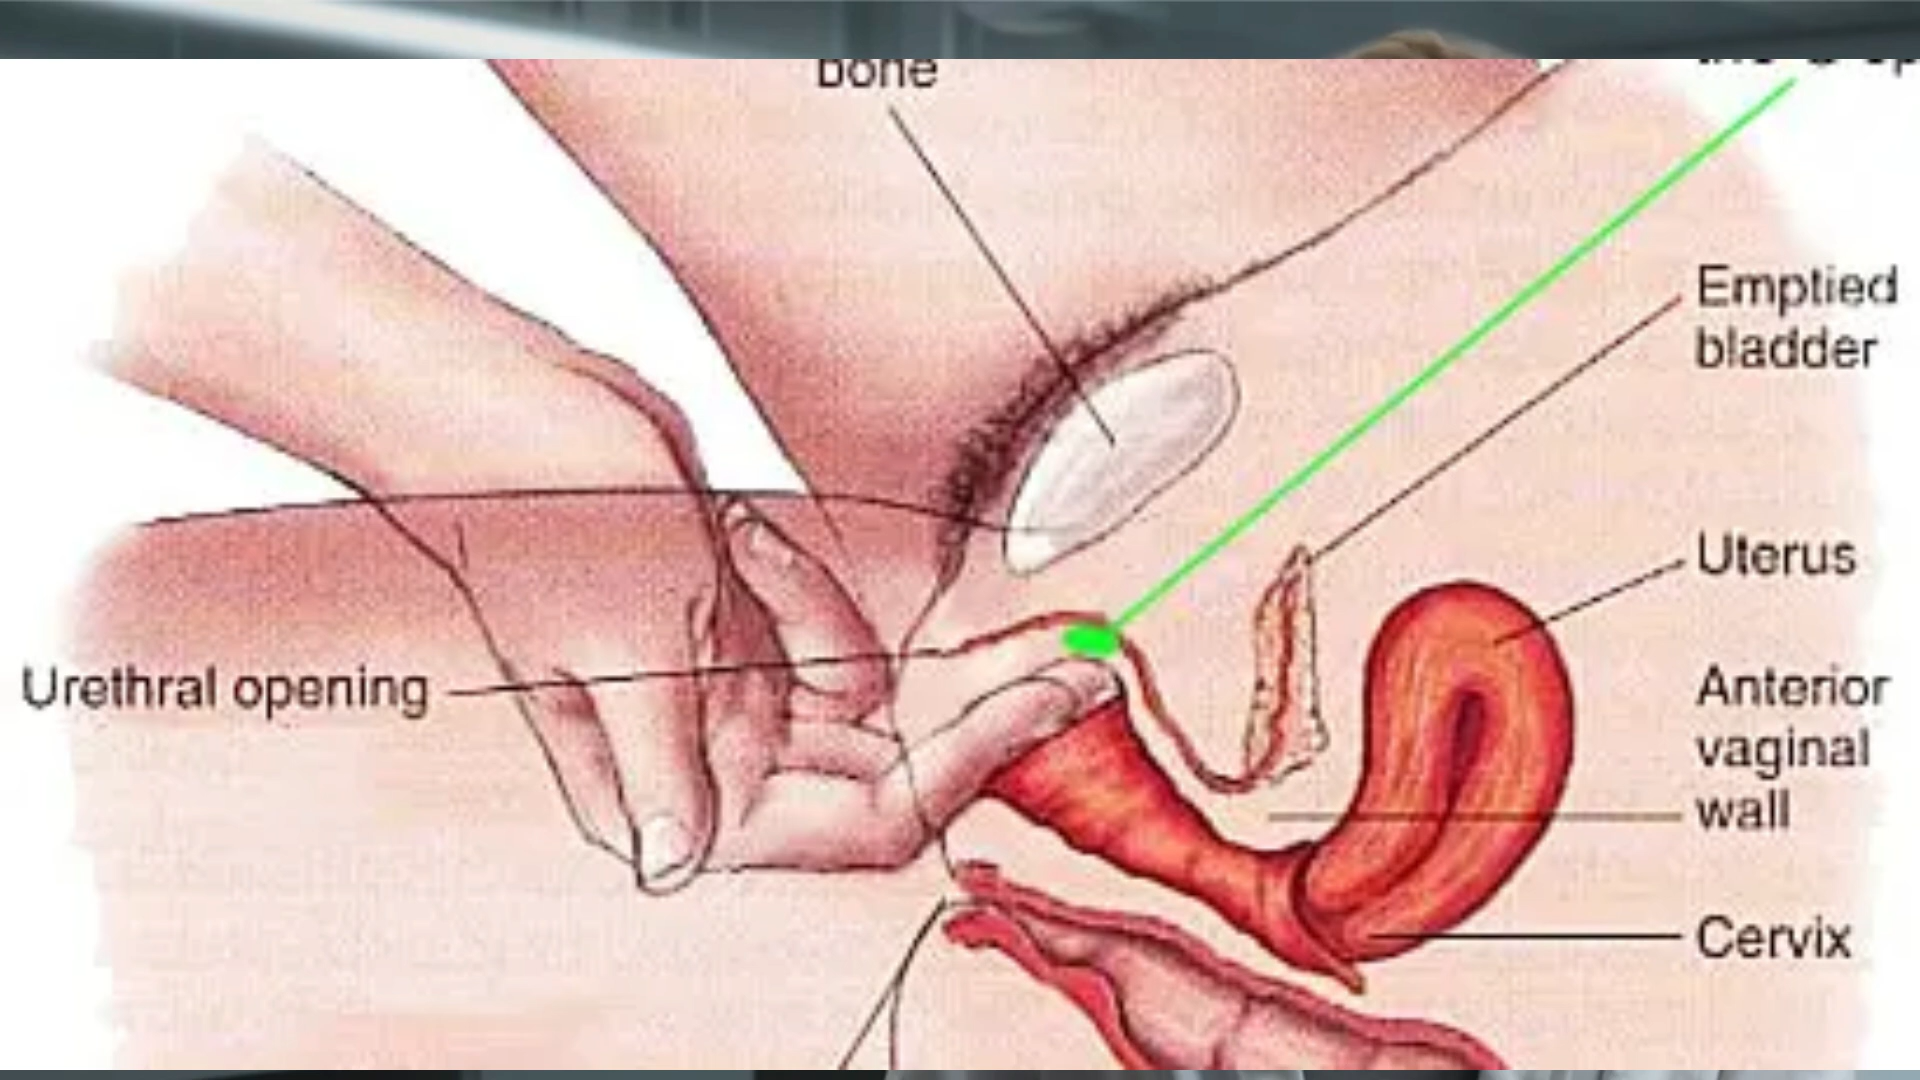 bone
Emptied
bladder
Uterus
Urethral opening
Anterior
vaginal
wall
Cervix